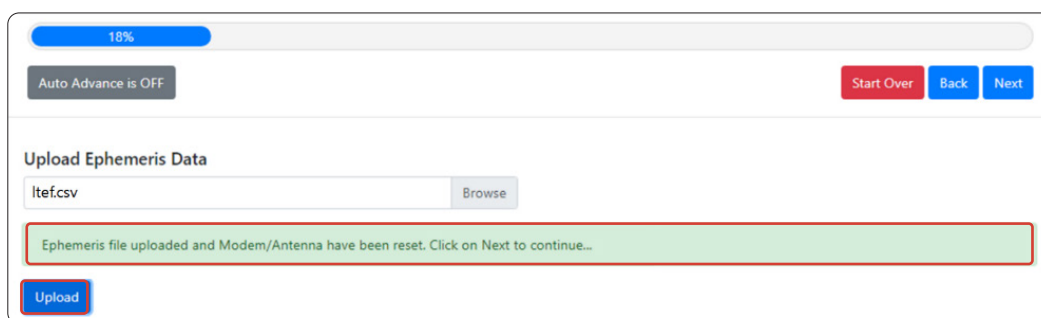 18%
Auto Advance is OFF
Start Over Back Next
Upload Ephemeris Data
ltef.csv Browse
Ephemeris file uploaded and Modem/Antenna have been reset. Click on Next to continue...
Upload